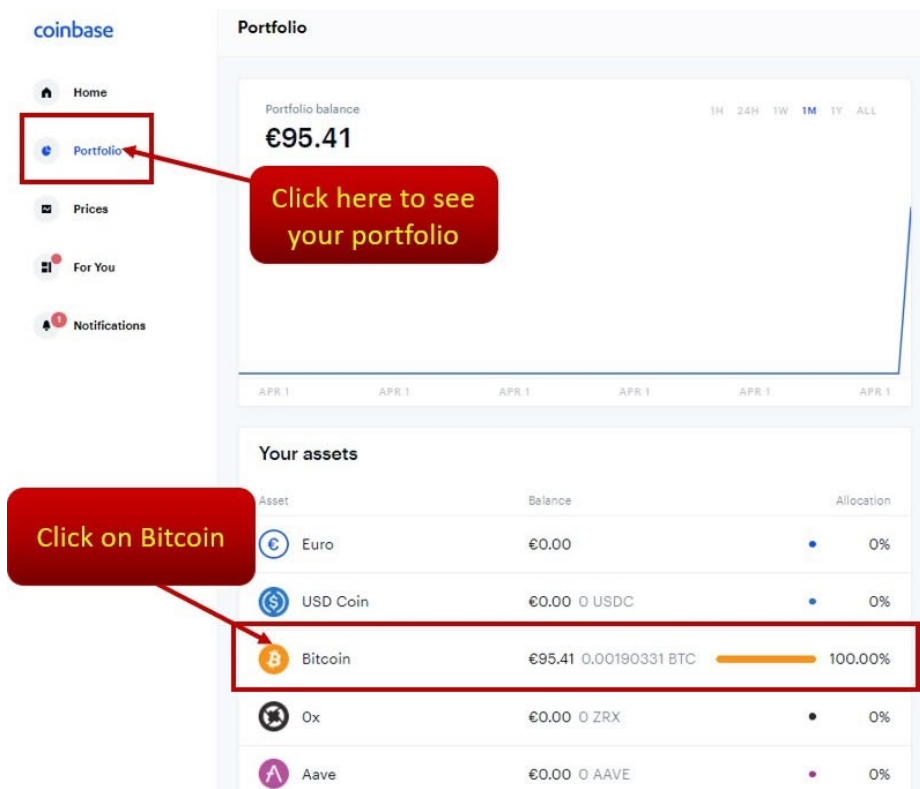 coinbase
Portfolio
Home
Portfolio
Prices
For You
1
Notifications
Portfolio balance
€95.41
1H 24H 1W 1M 1Y ALL
Click here to see
your portfolio
APR 1 APR 1 APR 1 APR 1 APR 1 APR 1
Your assets
Asset Balance Allocation
Click on Bitcoin
Euro €0.00 0%
USD Coin €0.00 0 USDC 0%
Bitcoin €95.41 0.00190331 BTC 100.00%
0x €0.00 0 ZRX 0%
Aave €0.00 0 AAVE 0%